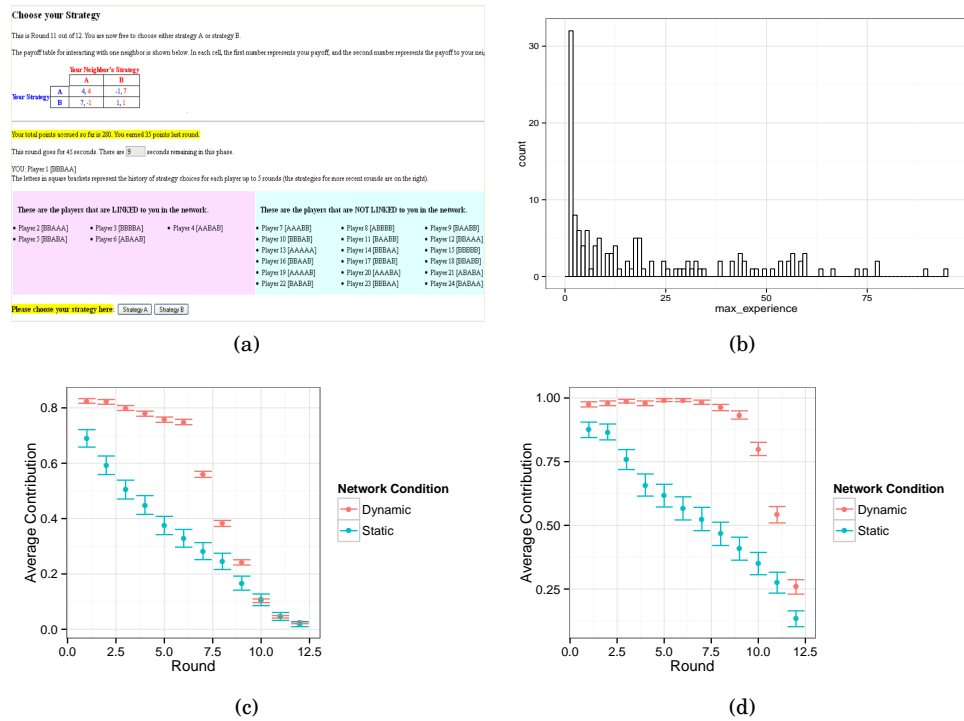 Choose your Strategy
This is Round 11 out of 12. You are now free to choose either strategy A or strategy B.
The payoff table for interacting with one neighbor is shown below. In each cell, the first number represents your payoff, and the second number represents the payoff to your nei
Your Neighbor's Strategy
A B
Your Strategy A 4, 4 -1, 7
B 7, -1 1, 1
Your total points accrued so far is 280. You earned 35 points last round.
This round goes for 45 seconds. There are 9 seconds remaining in this phase.
YOU: Player 1 [BBBAA]
The letters in square brackets represent the history of strategy choices for each player up to 5 rounds (the strategies for more recent rounds are on the right).
These are the players that are LINKED to you in the network.
• Player 2 [BBAAA] • Player 3 [BBBBA] • Player 4 [AABAB]
• Player 5 [BBABA] • Player 6 [ABAAB]
These are the players that are NOT LINKED to you in the network.
• Player 7 [AAABB] • Player 8 [ABBBB] • Player 9 [BAABB]
• Player 10 [BBBAB] • Player 11 [BAABB] • Player 12 [BBAAA]
• Player 13 [AAAAA] • Player 14 [BBBAA] • Player 15 [BBBBB]
• Player 16 [BBAAB] • Player 17 [BBBAB] • Player 18 [BBABB]
• Player 19 [AAAAB] • Player 20 [AAABA] • Player 21 [ABABA]
• Player 22 [BABAB] • Player 23 [BBBAA] • Player 24 [BABAA]
Please choose your strategy here: Strategy A Strategy B
(a)
count
30
20
10
0
0 25 50 75
max_experience
(b)
Average Contribution
0.8
0.6
0.4
0.2
0.0
0.0 2.5 5.0 7.5 10.0 12.5
Round
Network Condition
Dynamic
Static
(c)
Average Contribution
1.00
0.75
0.50
0.25
0.0 2.5 5.0 7.5 10.0 12.5
Round
Network Condition
Dynamic
Static
(d)